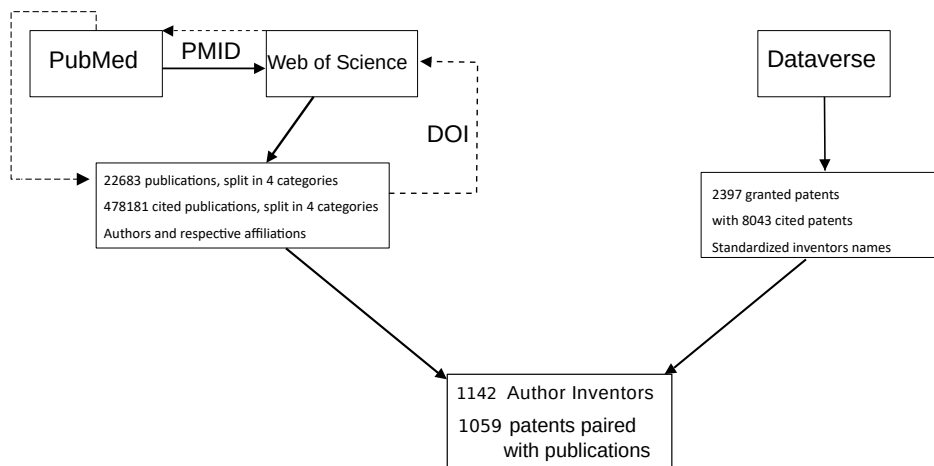 PubMed
PMID
Web of Science
Dataverse
DOI
22683 publications, split in 4 categories
478181 cited publications, split in 4 categories
Authors and respective affiliations
2397 granted patents
with 8043 cited patents
Standardized inventors names
1142 Author Inventors
1059 patents paired
with publications